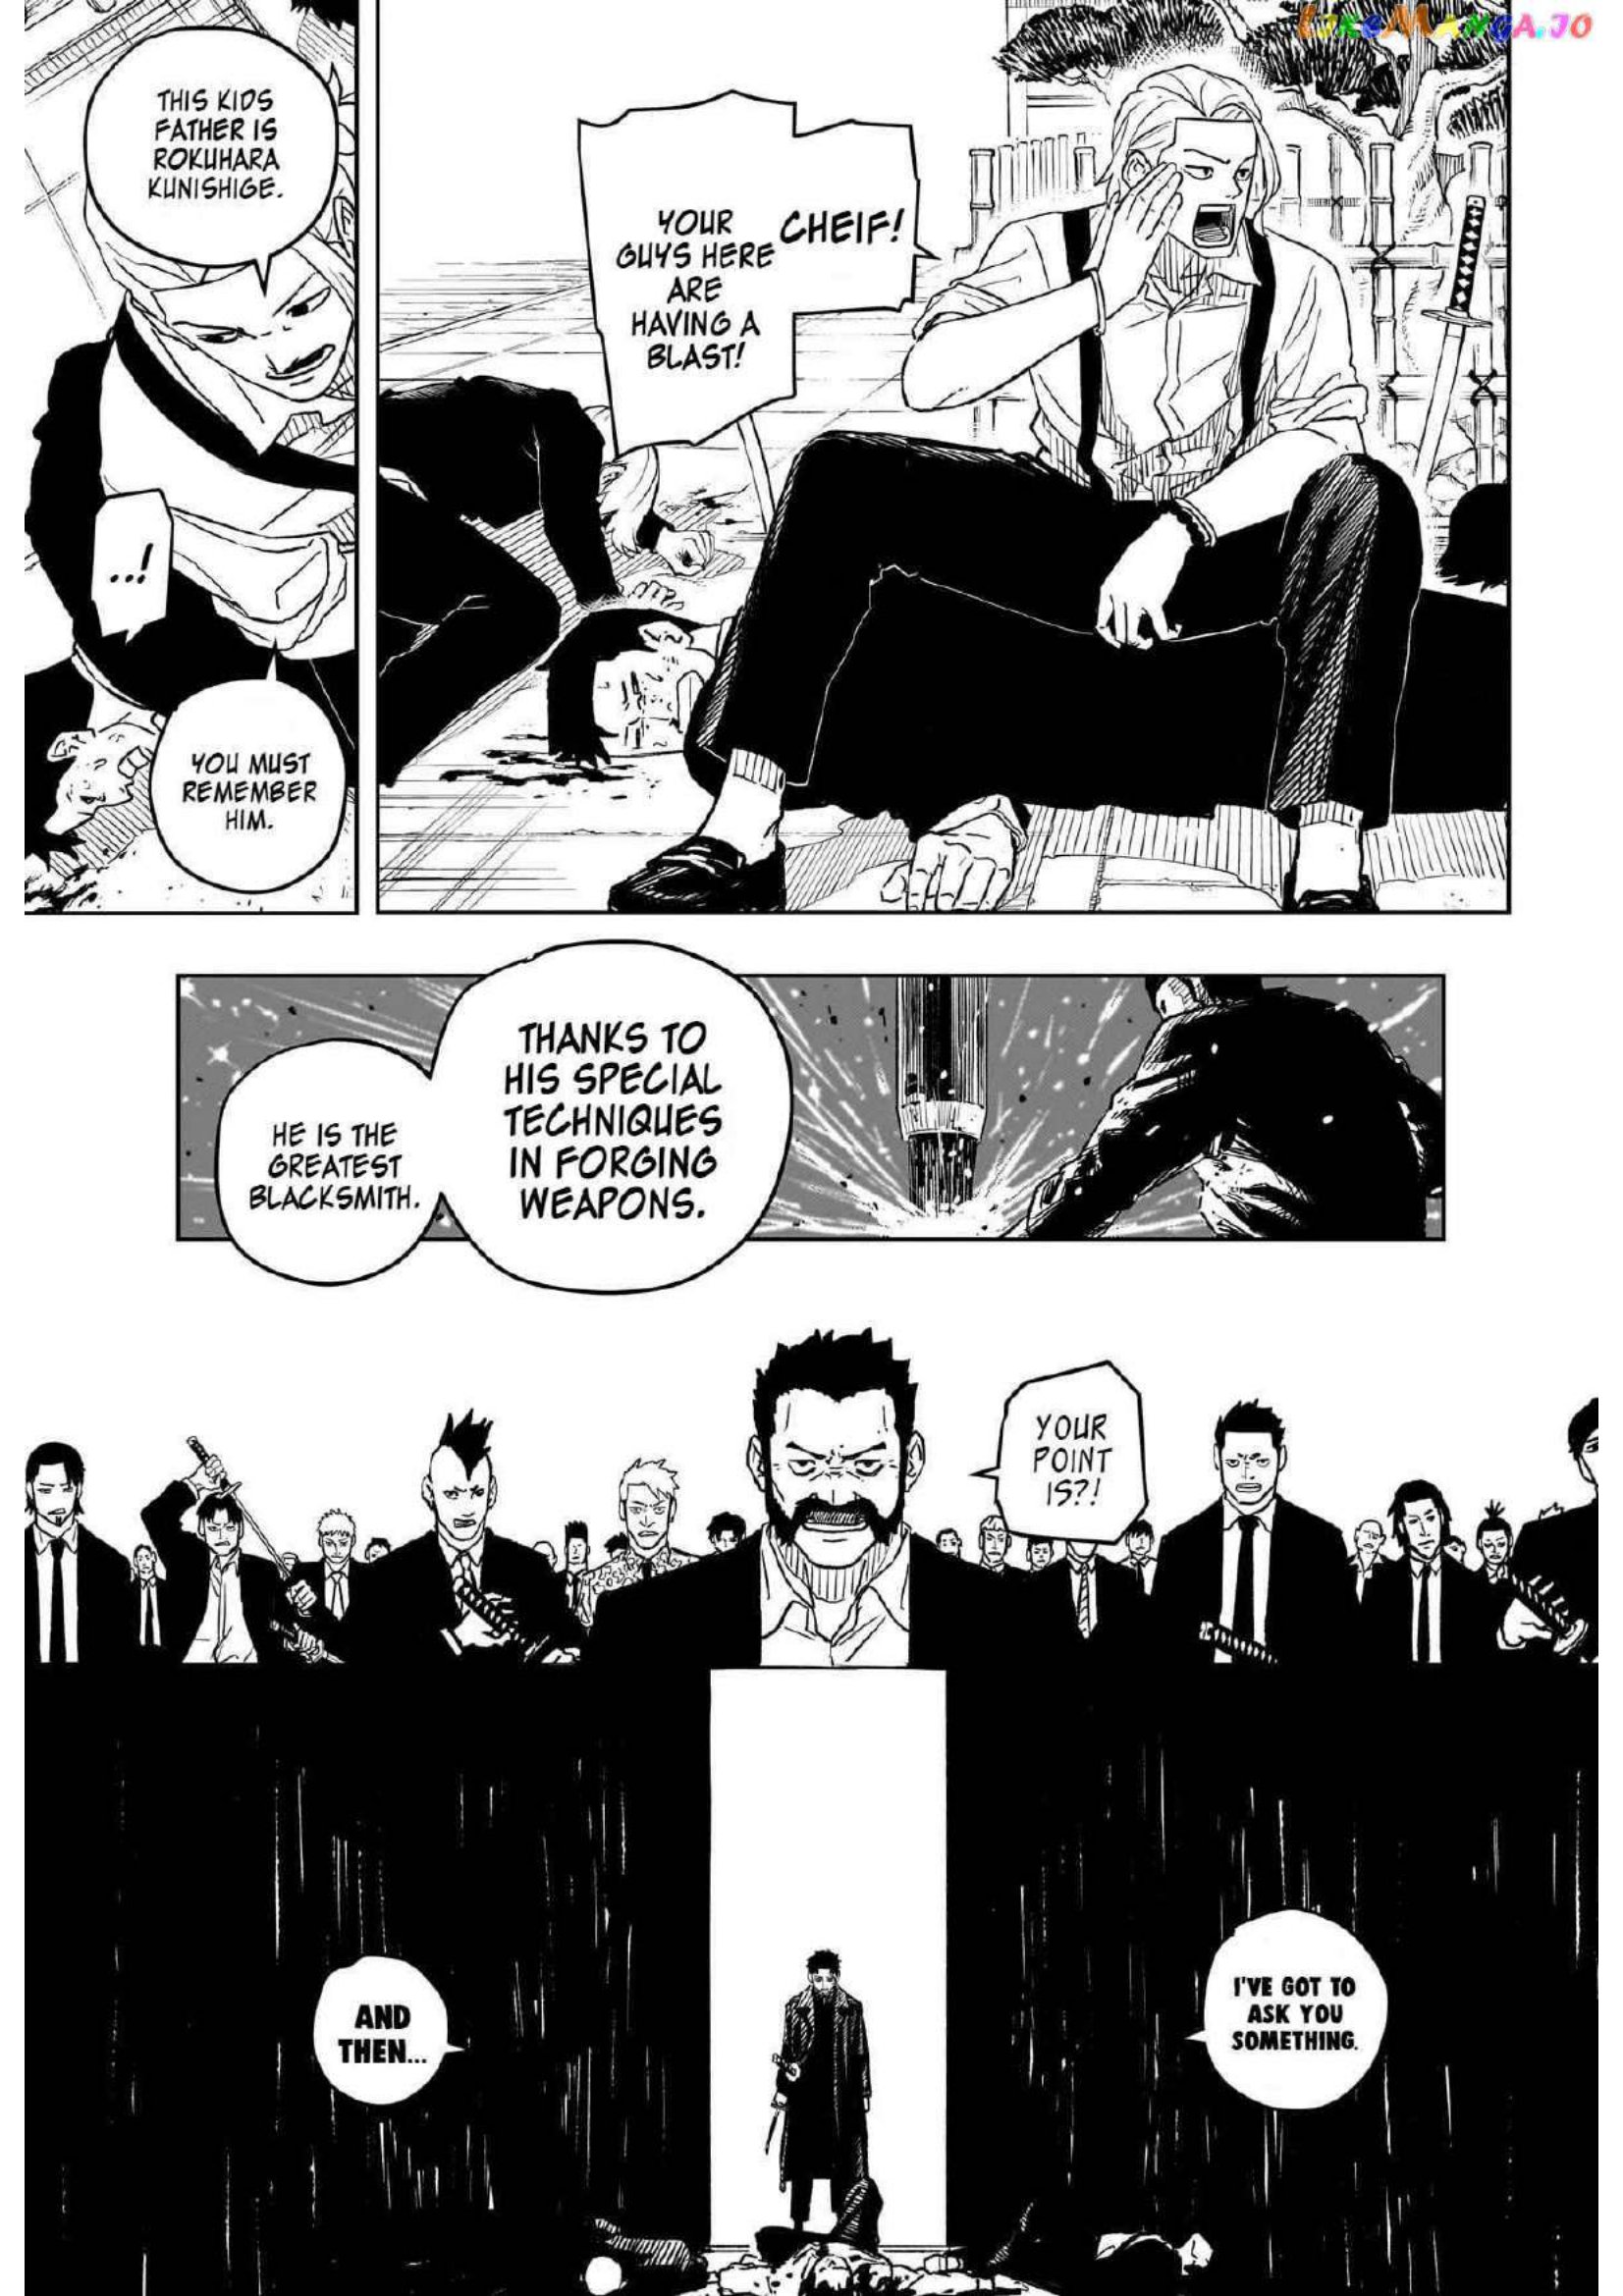 LIKEMANGA.IO
CHEIF!
YOUR
GUYS HERE
ARE
HAVING A
BLAST!
THIS KIDS
FATHER IS
ROKUHARA
KUNISHIGE.
...!
YOU MUST
REMEMBER
HIM.
THANKS TO
HIS SPECIAL
TECHNIQUES
IN FORGING
WEAPONS.
HE IS THE
GREATEST
BLACKSMITH.
YOUR
POINT
IS?!
I'VE GOT TO
ASK YOU
SOMETHING.
AND
THEN...